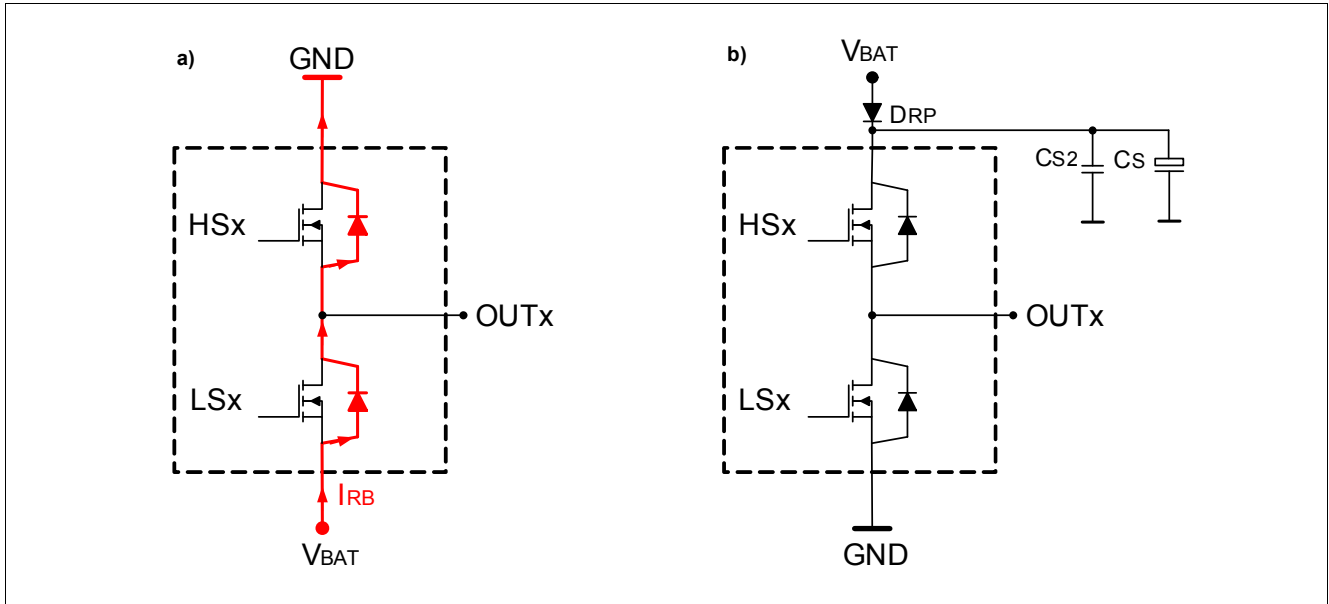 a)
GND
HSx
OUTx
LSx
IRB
VBAT
b)
VBAT
DRP
CS2
CS
HSx
OUTx
LSx
GND